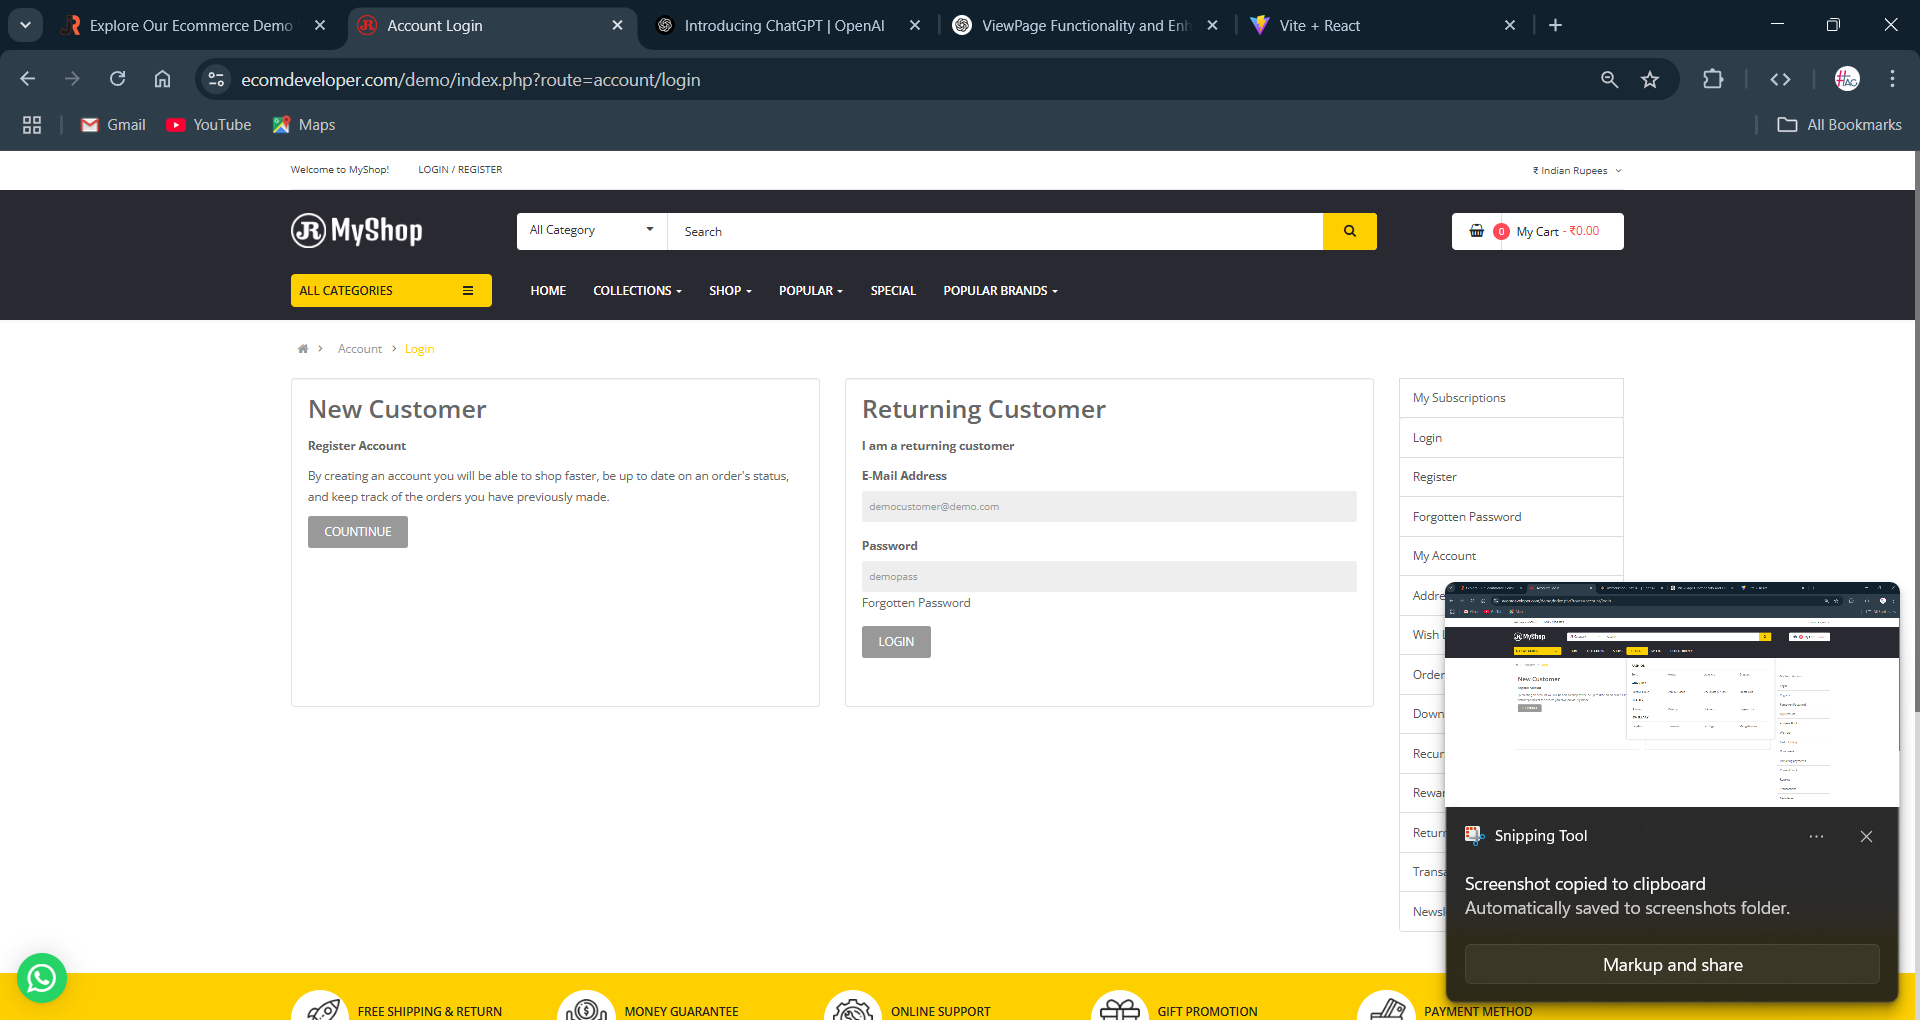 Explore Our Ecommerce Demo
Account Login
Introducing ChatGPT | OpenAI
ViewPage Functionality and Enh
Vite + React
ecomdeveloper.com/demo/index.php?route=account/login
Gmail
YouTube
Maps
All Bookmarks
Welcome to MyShop!
LOGIN / REGISTER
₹ Indian Rupees
JR MyShop
All Category
Search
0 My Cart - ₹0.00
ALL CATEGORIES
HOME
COLLECTIONS
SHOP
POPULAR
SPECIAL
POPULAR BRANDS
Account
Login
New Customer
Register Account
By creating an account you will be able to shop faster, be up to date on an order's status,
and keep track of the orders you have previously made.
COUNTINUE
Returning Customer
I am a returning customer
E-Mail Address
democustomer@demo.com
Password
demopass
Forgotten Password
LOGIN
My Subscriptions
Login
Register
Forgotten Password
My Account
Addre
Wish L
Order
Down
Recur
Rewar
Return
Transa
Newsl
MyShop
New Customer
Snipping Tool
Screenshot copied to clipboard
Automatically saved to screenshots folder.
Markup and share
FREE SHIPPING & RETURN
MONEY GUARANTEE
ONLINE SUPPORT
GIFT PROMOTION
PAYMENT METHOD